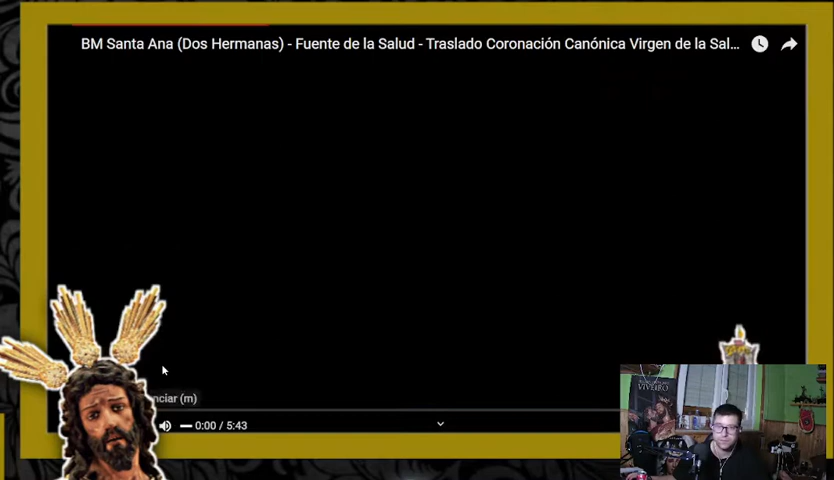 BM Santa Ana (Dos Hermanas) - Fuente de la Salud - Traslado Coronación Canónica Virgen de la Sal...
nciar (m)
0:00 / 5:43
VIVEIRO